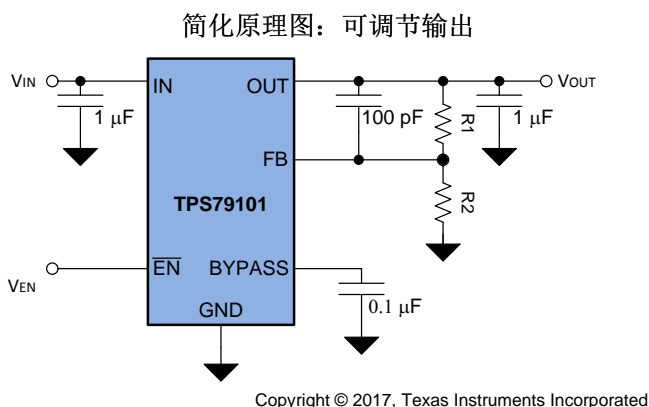 简化原理图：可调节输出
VIN
IN
OUT
VOUT
1 μF
100 pF
R1
1 μF
FB
TPS79101
R2
VEN
EN
BYPASS
0.1 μF
GND
Copyright © 2017, Texas Instruments Incorporated